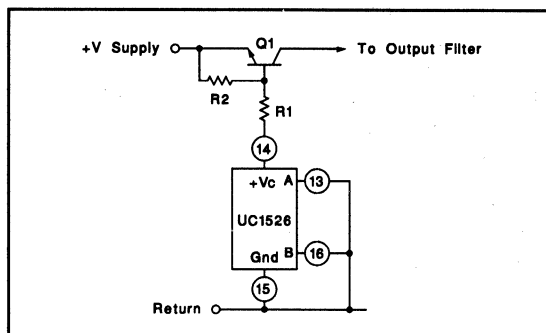 Q1
+V Supply
To Output Filter
R2
R1
14
+Vc A 13
UC1526
Gnd B 16
15
Return